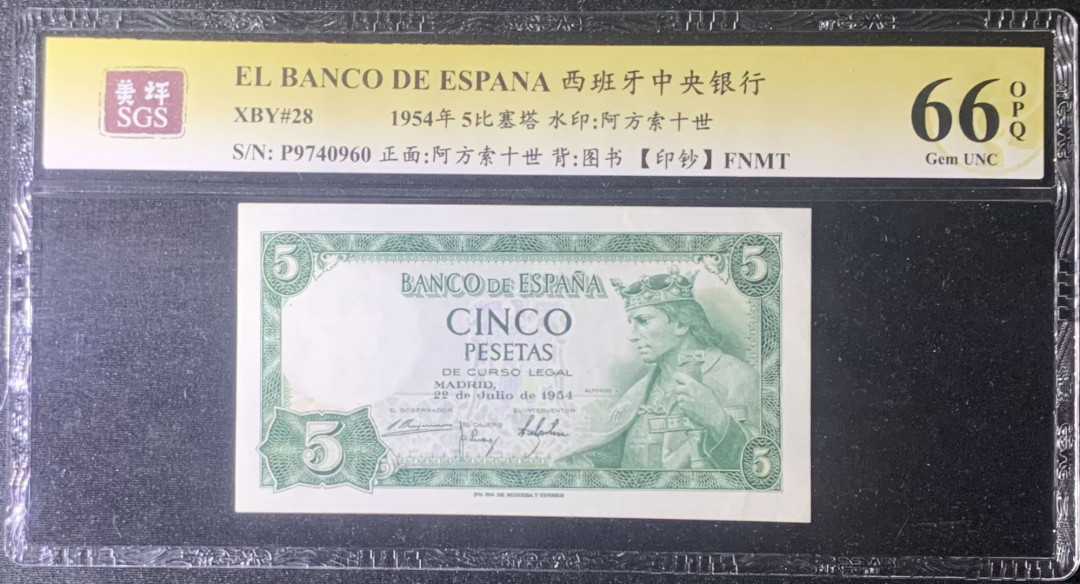 美评
SGS
EL BANCO DE ESPANA 西班牙中央银行
XBY#28 1954年 5比塞塔 水印:阿方索十世
S/N: P9740960 正面:阿方索十世 背:图书 【印钞】FNMT
66
OPQ
Gem UNC
5 5
BANCO DE ESPAÑA
CINCO
PESETAS
DE CURSO LEGAL
MADRID,
22 de Julio de 1954
ALFONSO
EL GOBERNADOR EL INTERVENTOR
EL CAJERO
5 5